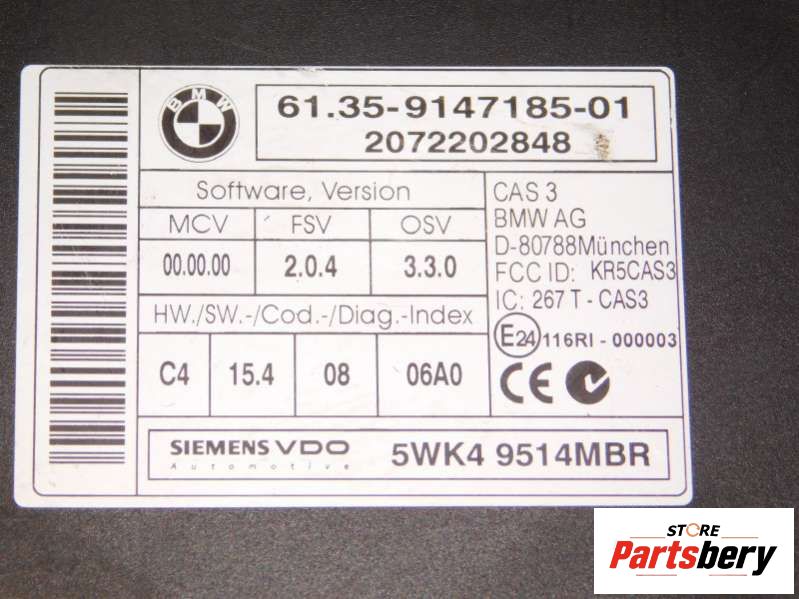 BMW
61.35-9147185-01
2072202848
Software, Version
MCV FSV OSV
00.00.00 2.0.4 3.3.0
HW./SW.-/Cod.-/Diag.-Index
C4 15.4 08 06A0
CAS 3
BMW AG
D-80788München
FCC ID: KR5CAS3
IC: 267 T - CAS3
E24 116RI - 000003
CE
SIEMENS VDO
Automotive
5WK4 9514MBR
STORE
Partsbery